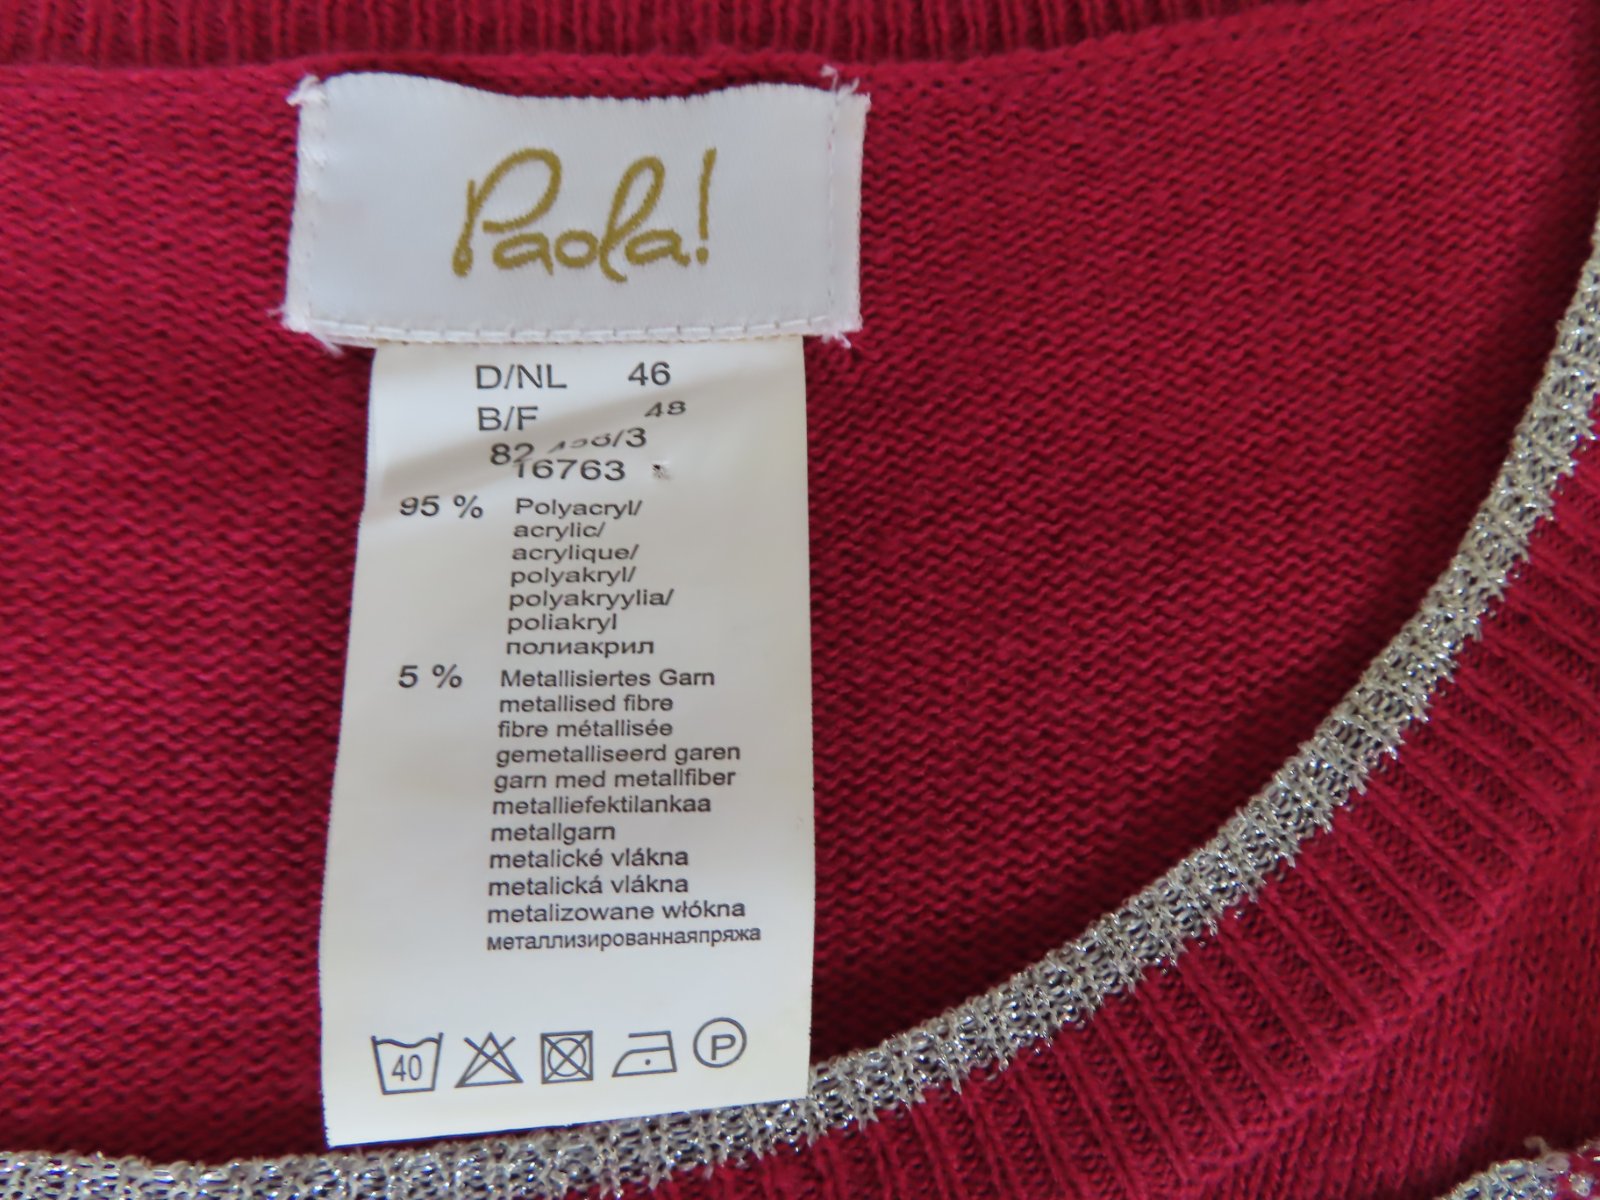 Paola!
D/NL 46
B/F 48
16763
95 % Polyacryl/
acrylic/
acrylique/
polyakryl/
polyakryylia/
poliakryl
полиакрил
5 % Metallisiertes Garn
metallised fibre
fibre métallisée
gemetalliseerd garen
garn med metallfiber
metalliefektilankaa
metallgarn
metalické vlákna
metalická vlákna
metalizowane włókna
металлизированнаяпряжа
40 P